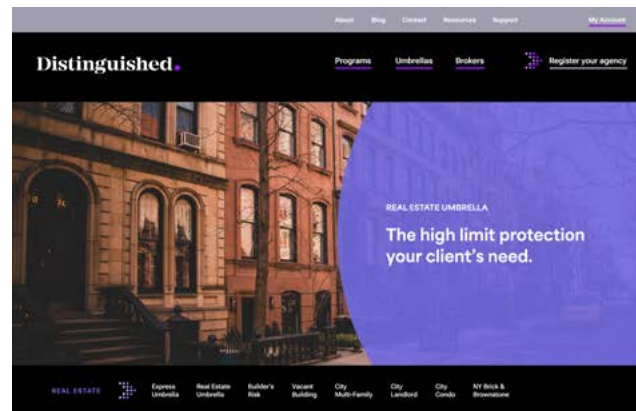 About Blog Contact Resources Support My Account
Distinguished.
Programs Umbrellas Brokers Register your agency
REAL ESTATE UMBRELLA
The high limit protection
your client's need.
REAL ESTATE
Express
Umbrella
Real Estate
Umbrella
Builder's
Risk
Vacant
Building
City
Multi-Family
City
Landlord
City
Condo
NY Brick &
Brownstone